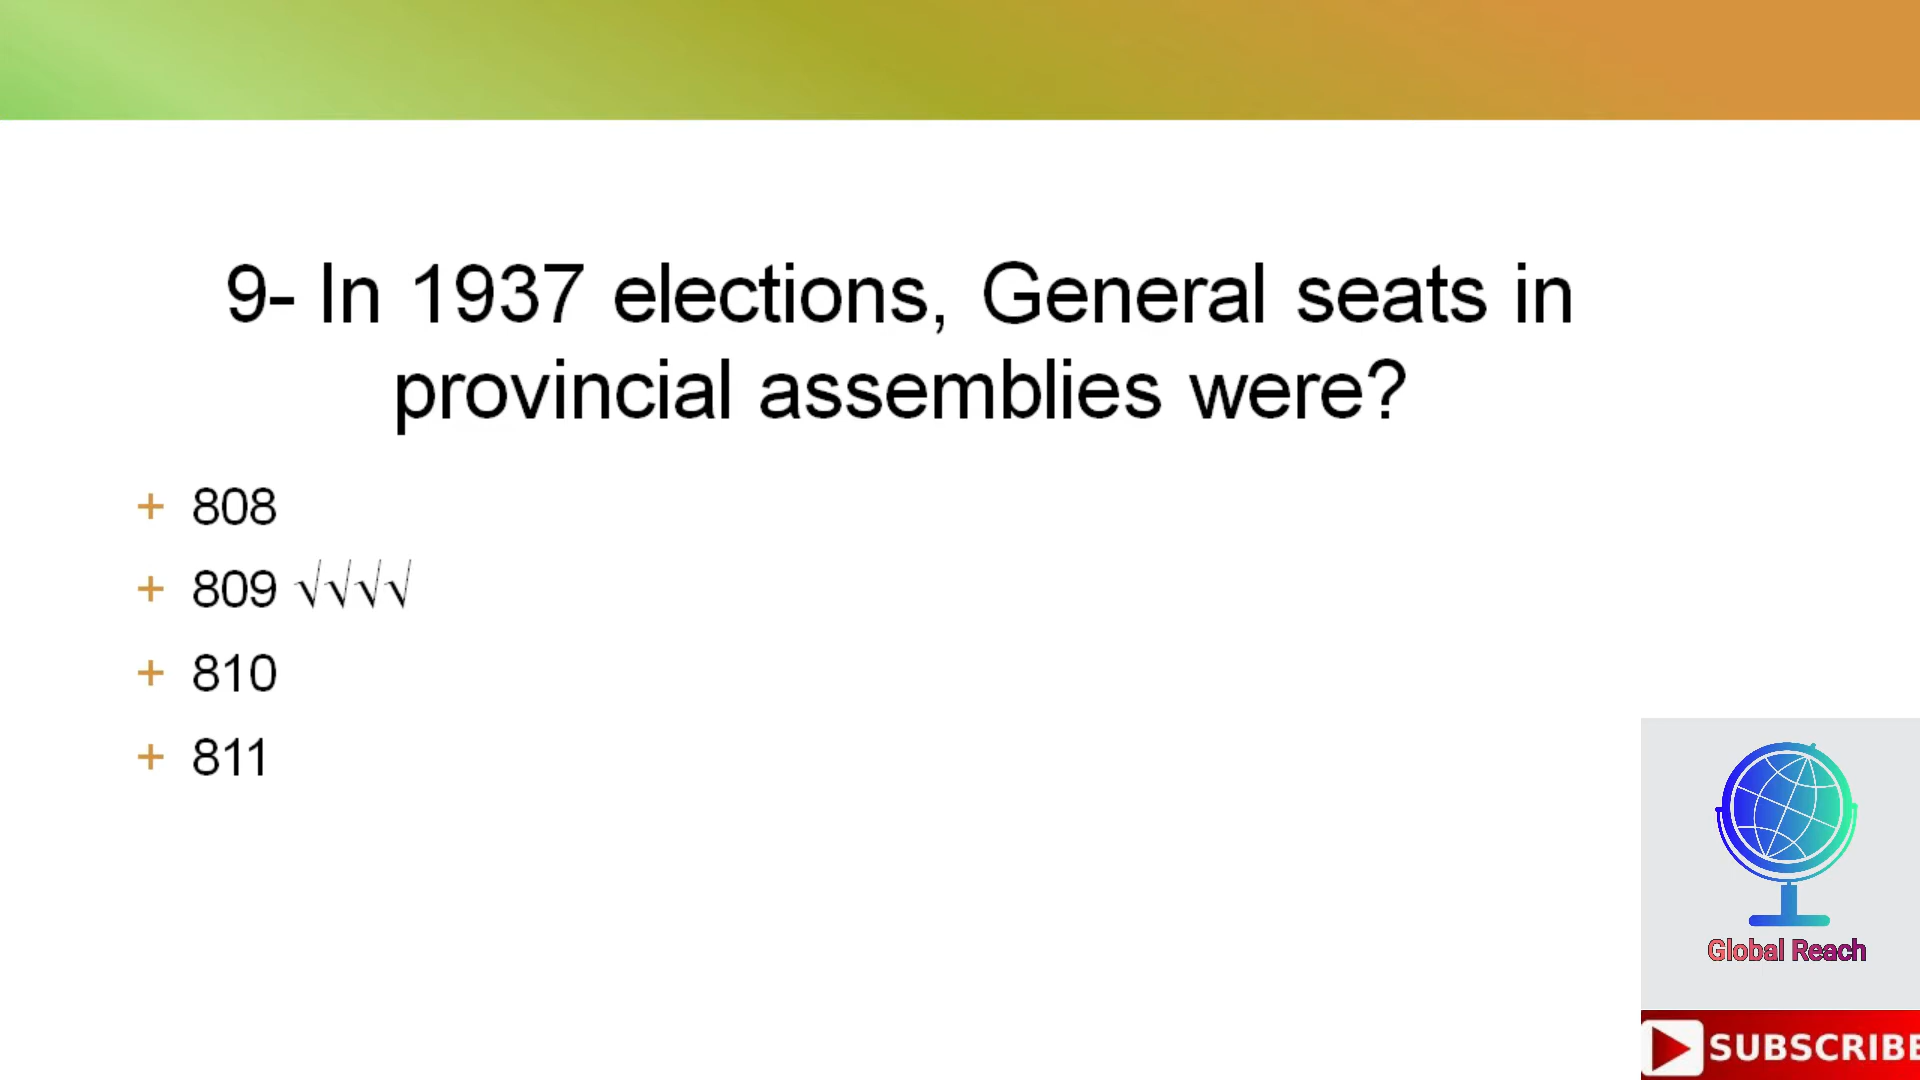 9- In 1937 elections, General seats in
provincial assemblies were?
+ 808
+ 809 √√√√
+ 810
+ 811
Global Reach
SUBSCRIBE